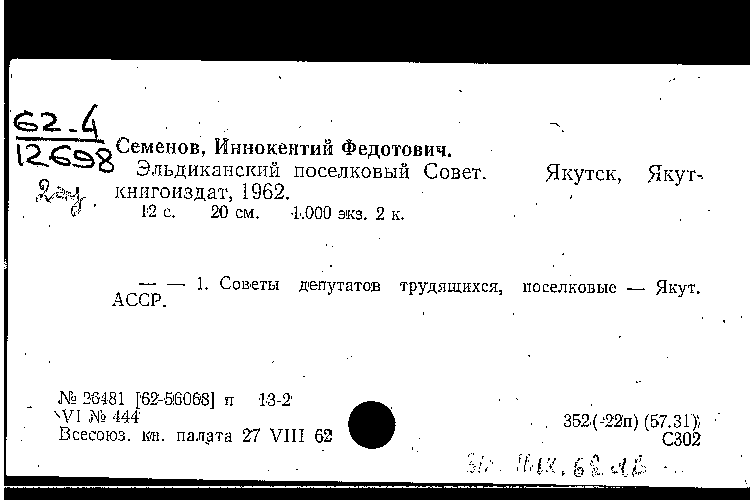 62-4
12698
Семенов, Иннокентий Федотович.
Эльдиканский поселковый Совет. Якутск, Якут-
книгоиздат, 1962.
12 с. 20 см. 1.000 экз. 2 к.
— — 1. Советы депутатов трудящихся, поселковые — Якут.
АССР.
№ 26481 [62-56068] п 13-2
VI № 444
Всесоюз. кн. палата 27 VIII 62
352(-22п) (57.31)
С302